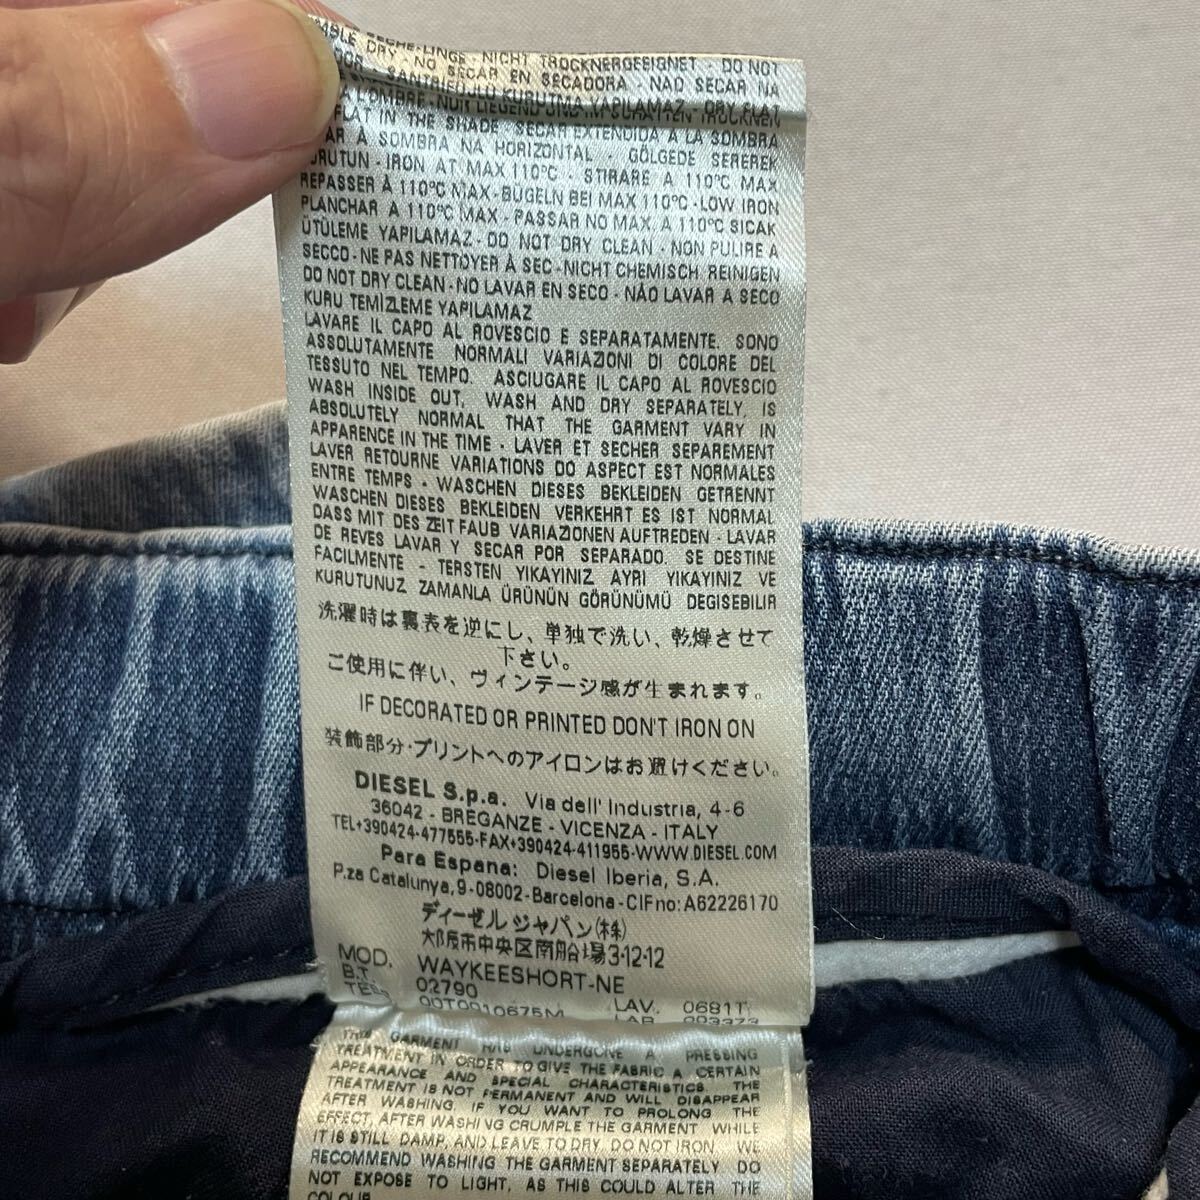 SECHE-LINGE NICHT TROCKNERGEEIGNET DO NOT
DRY, NO SECAR EN SECADORA - NAO SECAR NA
SANTRIFUJLU KURUTMA YAPILAMAZ - DRY FLAT
OMBRE - NUR LIEGEND UND IM SCHATTEN TROCKNEN
FLAT IN THE SHADE SECAR EXTENDIDA A LA SOMBRA
A SOMBRA NA HORIZONTAL - GÖLGEDE SEREREK
KURUTUN - IRON AT MAX 110°C - STIRARE A 110°C MAX
REPASSER À 110°C MAX - BÜGELN BEI MAX 110°C - LOW IRON
PLANCHAR A 110°C MAX - PASSAR NO MAX. A 110°C SICAK
ÜTÜLEME YAPILAMAZ - DO NOT DRY CLEAN - NON PULIRE A
SECCO - NE PAS NETTOYER À SEC - NICHT CHEMISCH REINIGEN
DO NOT DRY CLEAN - NO LAVAR EN SECO - NÃO LAVAR A SECO
KURU TEMİZLEME YAPILAMAZ
LAVARE IL CAPO AL ROVESCIO E SEPARATAMENTE. SONO
ASSOLUTAMENTE NORMALI VARIAZIONI DI COLORE DEL
TESSUTO NEL TEMPO. ASCIUGARE IL CAPO AL ROVESCIO
WASH INSIDE OUT, WASH AND DRY SEPARATELY, IS
ABSOLUTELY NORMAL THAT THE GARMENT VARY IN
APPARENCE IN THE TIME - LAVER ET SECHER SEPAREMENT
LAVER RETOURNE VARIATIONS DO ASPECT EST NORMALES
ENTRE TEMPS - WASCHEN DIESES BEKLEIDEN GETRENNT
WASCHEN DIESES BEKLEIDEN VERKEHRT ES IST NORMAL
DASS MIT DES ZEIT FAUB VARIAZIONEN AUFTREDEN - LAVAR
DE REVES LAVAR Y SECAR POR SEPARADO. SE DESTINE
FACILMENTE - TERSTEN YIKAYINIZ AYRI YIKAYINIZ VE
KURUTUNUZ ZAMANLA ÜRÜNÜN GÖRÜNÜMÜ DEGISEBILIR
洗濯時は裏表を逆にし、単独で洗い、乾燥させて
下さい。
ご使用に伴い、ヴィンテージ感が生まれます。
IF DECORATED OR PRINTED DON'T IRON ON
装飾部分・プリントへのアイロンはお避けください。
DIESEL S.p.a. Via dell' Industria, 4-6
36042 - BREGANZE - VICENZA - ITALY
TEL+390424-477555-FAX+390424-411955-WWW.DIESEL.COM
Para Espana: Diesel Iberia, S.A.
P.za Catalunya, 9 - 08002 - Barcelona - CIF no: A62226170
ディーゼル ジャパン(株)
大阪市中央区南船場3-12-12
MOD. WAYKEESHORT-NE
B.T. 02790 LAV. 0681T
TES 00T0010675M LAB. 003373
THIS GARMENT HAS UNDERGONE A PRESSING
TREATMENT IN ORDER TO GIVE THE FABRIC A CERTAIN
APPEARANCE AND SPECIAL CHARACTERISTICS. THE
TREATMENT IS NOT PERMANENT AND WILL DISAPPEAR
AFTER WASHING. IF YOU WANT TO PROLONG THE
EFFECT, AFTER WASHING CRUMPLE THE GARMENT WHILE
IT IS STILL DAMP, AND LEAVE TO DRY. DO NOT IRON. WE
RECOMMEND WASHING THE GARMENT SEPARATELY. DO
NOT EXPOSE TO LIGHT, AS THIS COULD ALTER THE
COLOUR